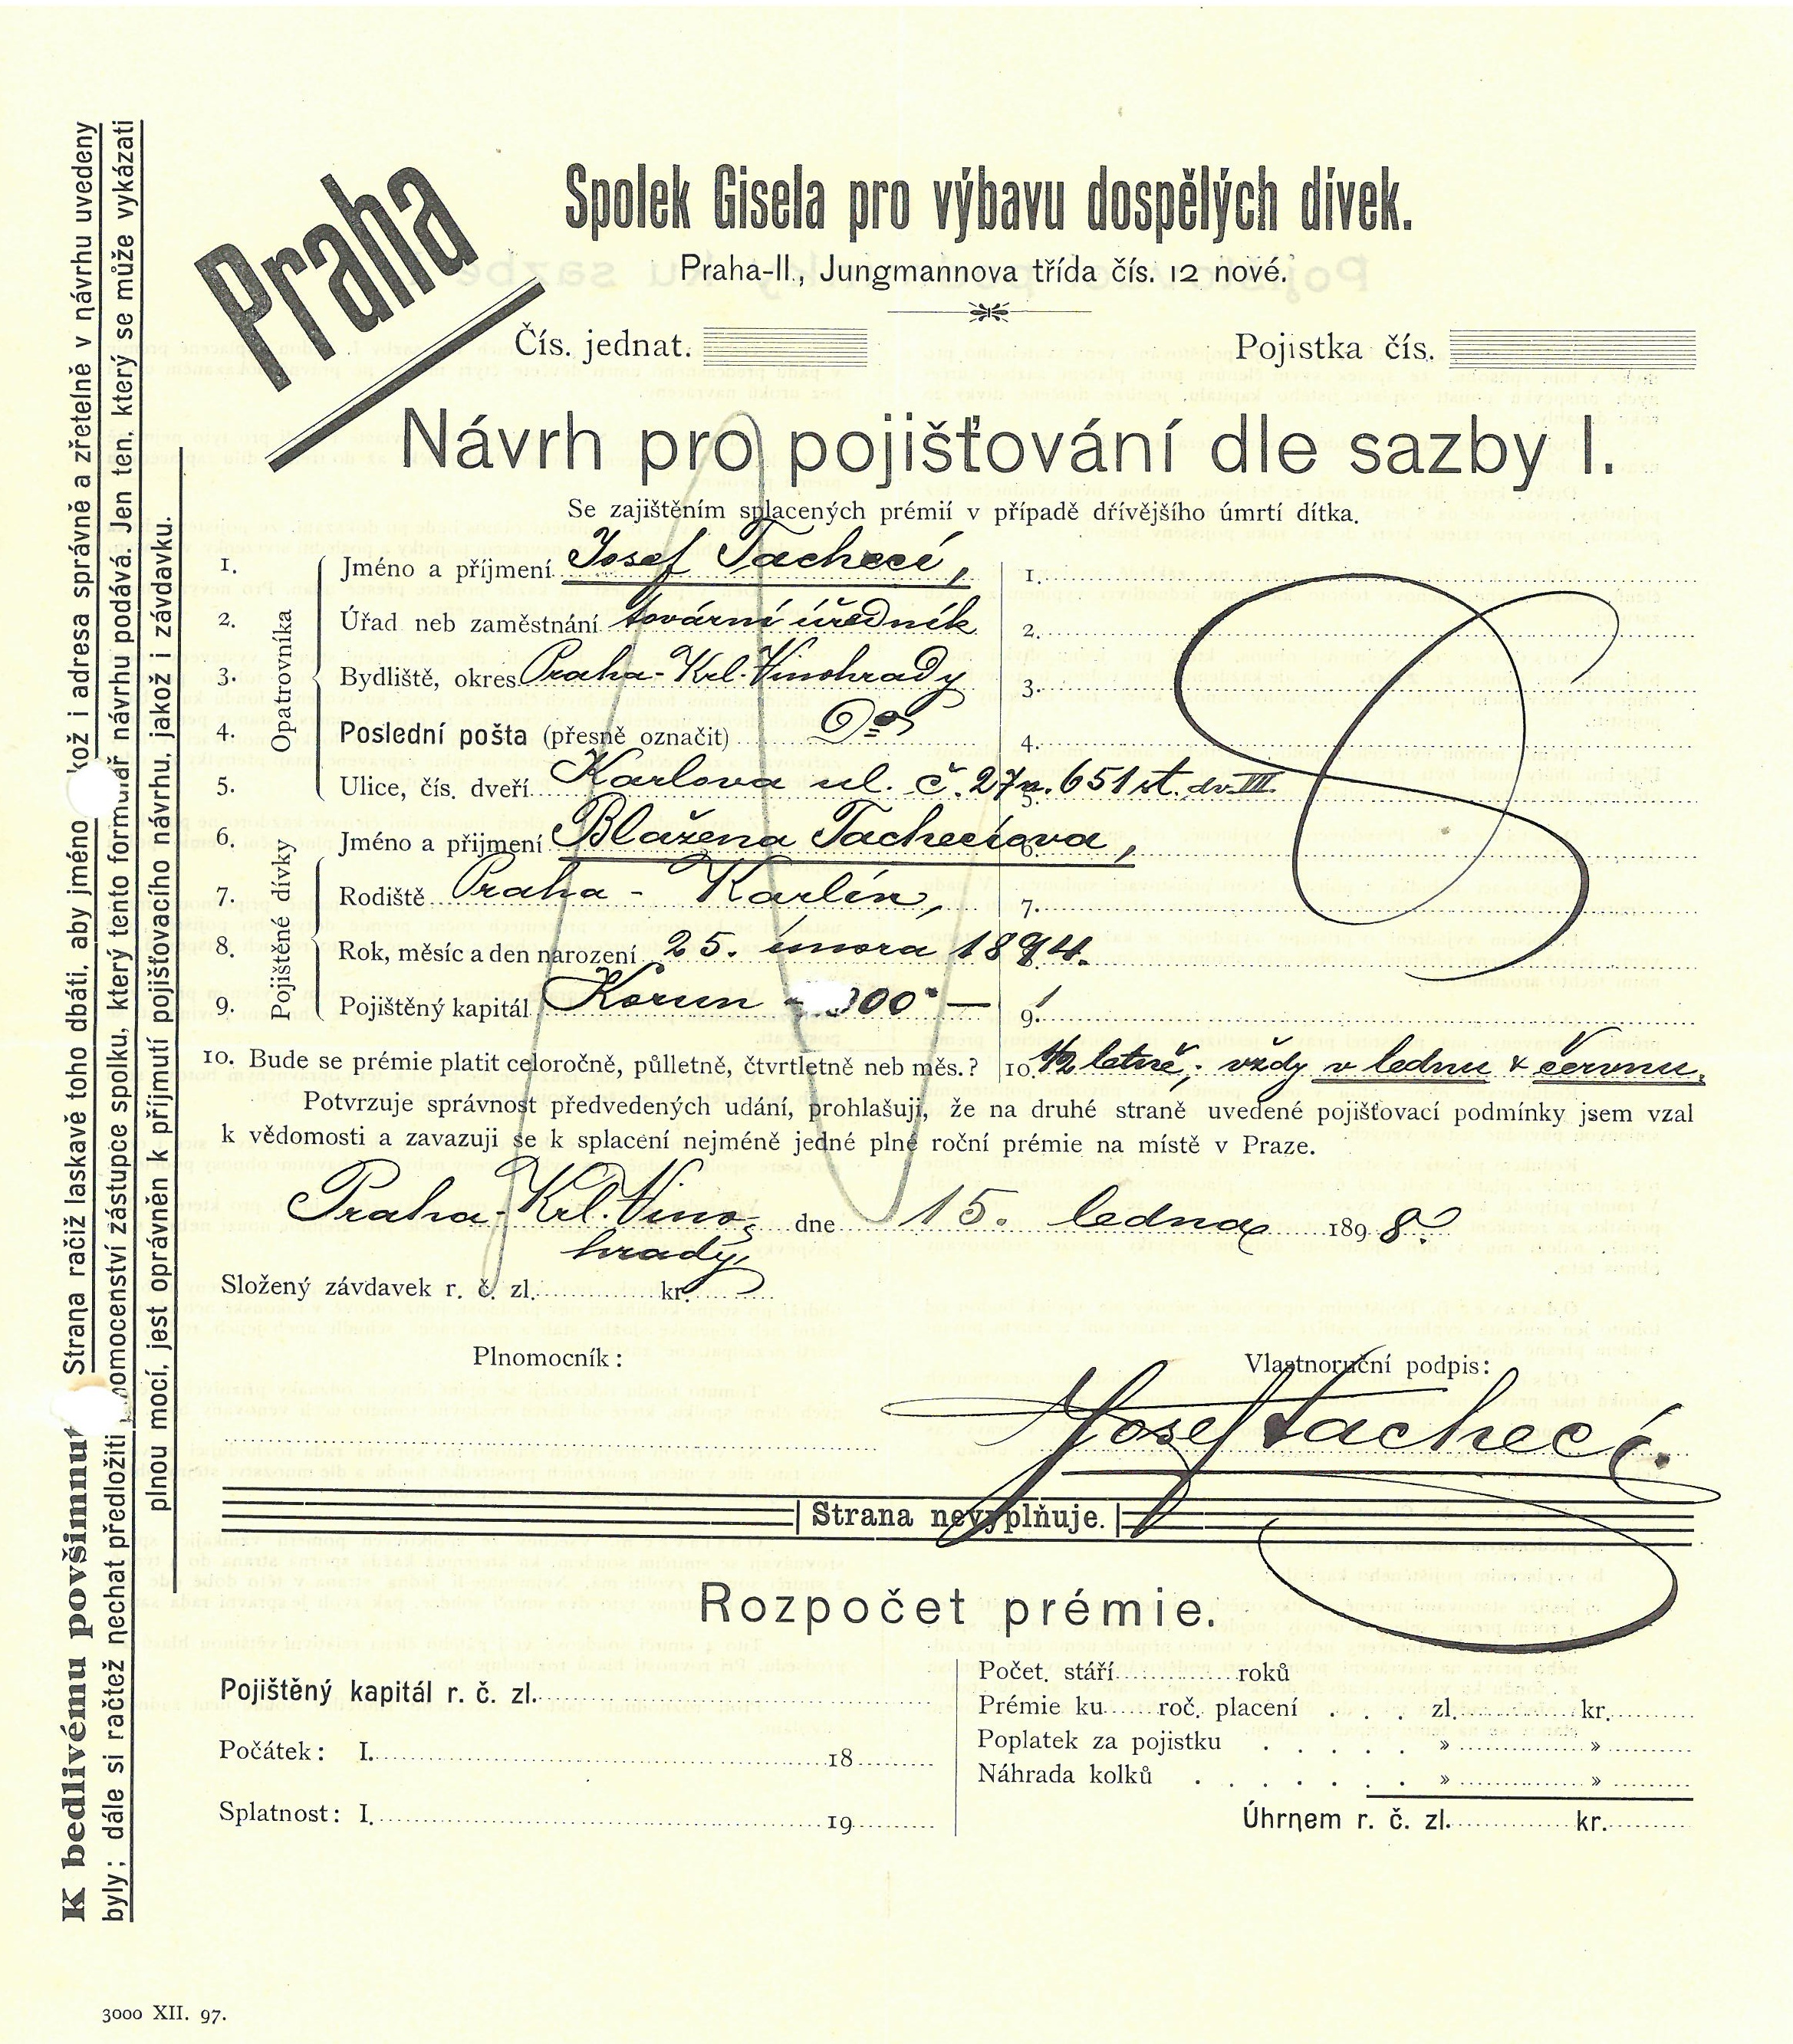 Praha
Spolek Gisela pro výbavu dospělých dívek.
Praha-II., Jungmannova třída čís. 12 nové.
Čís. jednat.
Pojistka čís.
Návrh pro pojišťování dle sazby I.
Se zajištěním splacených prémií v případě dřívějšího úmrtí dítka.
Opatrovníka
1. Jméno a příjmení Josef Tachecí, 1.
2. Úřad neb zaměstnání tovární úředník 2.
3. Bydliště, okres Praha-Krl. Vinohrady 3.
4. Poslední pošta (přesně označit) 4.
5. Ulice, čís. dveří Karlova ul. č. 27 n. 651 st. dv. III.
Pojištěné dívky
6. Jméno a přijmení Blažena Tacheciova,
7. Rodiště Praha - Karlín, 7.
8. Rok, měsíc a den narození 25. února 1894.
9. Pojištěný kapitál Korun 00 — 9.
10. Bude se prémie platit celoročně, půlletně, čtvrtletně neb měs.? 10. 1/2 letně; vždy v lednu & červnu.
Potvrzuje správnost předvedených udání, prohlašuji, že na druhé straně uvedené pojišťovací podmínky jsem vzal
k vědomosti a zavazuji se k splacení nejméně jedné plné roční prémie na místě v Praze.
Praha-Krl. Vino- dne 15. ledna 1898.
hrady,
Složený závdavek r. č. zl. kr.
Plnomocník: Vlastnoruční podpis:
Josef Tachecí.
Strana nevyplňuje.
Rozpočet prémie.
Pojištěný kapitál r. č. zl.
Počátek: I. 18
Splatnost: I. 19
Počet. stáří roků
Prémie ku roč. placení . . . zl. kr.
Poplatek za pojistku . . . . . » »
Náhrada kolků . . . . . . . » »
Úhrnem r. č. zl. kr.
3000 XII. 97.
K bedlivému povšimnut Strana račiž laskavě toho dbáti, aby jméno kož i adresa správně a zřetelně v návrhu uvedeny
byly; dále si račtež nechat předložiti omocenství zástupce spolku, který tento formulář návrhu podává. Jen ten, který se může vykázati
plnou mocí, jest oprávněn k přijmutí pojišťovacího návrhu, jakož i závdavku.